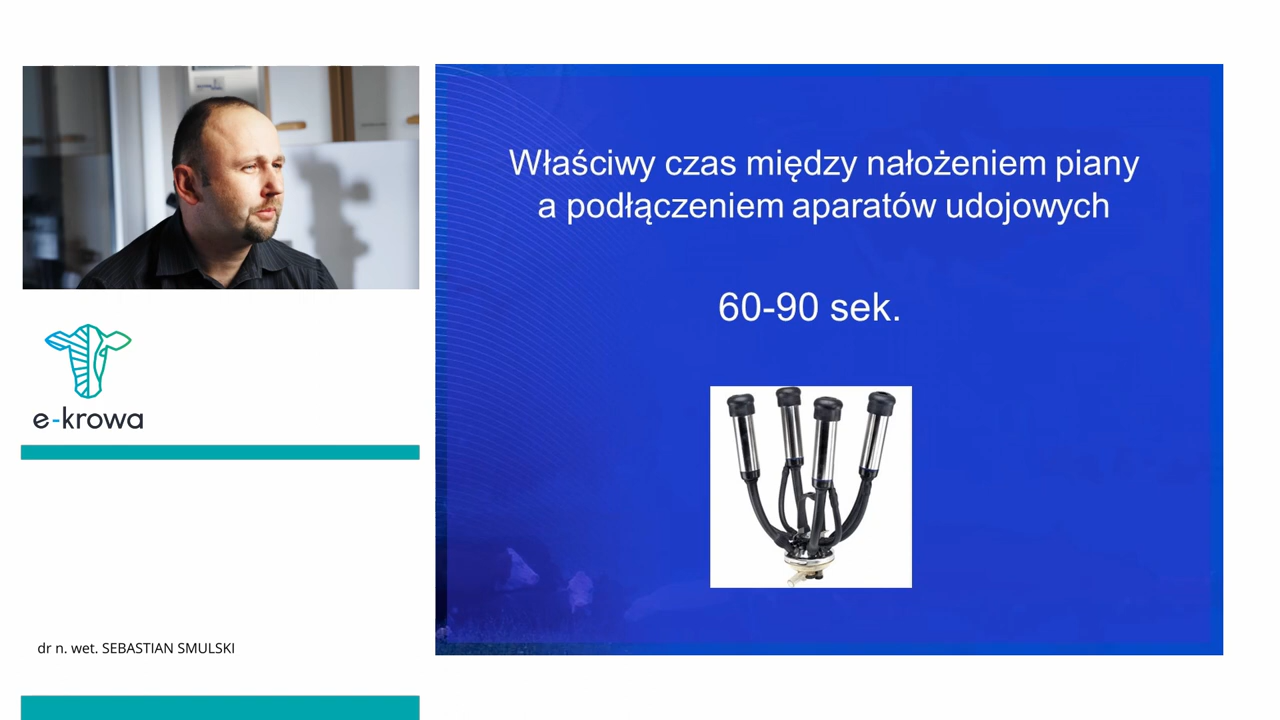 e-krowa
dr n. wet. SEBASTIAN SMULSKI
Właściwy czas między nałożeniem piany
a podłączeniem aparatów udojowych
60-90 sek.